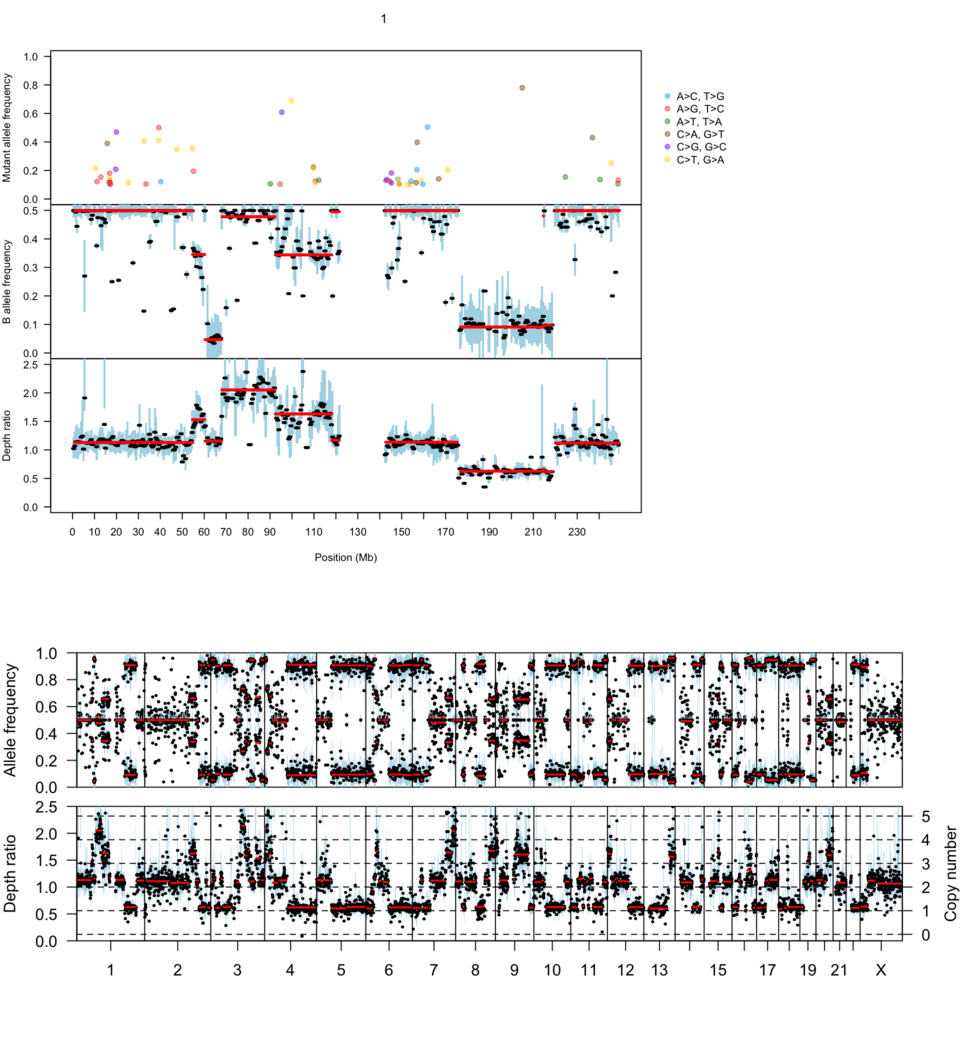 1
1.0
0.8
0.6
0.4
0.2
0.0
Mutant allele frequency
A>C, T>G
A>G, T>C
A>T, T>A
C>A, G>T
C>G, G>C
C>T, G>A
0.5
0.4
0.3
0.2
0.1
0.0
B allele frequency
2.5
2.0
1.5
1.0
0.5
0.0
Depth ratio
0 10 20 30 40 50 60 70 80 90 110 130 150 170 190 210 230
Position (Mb)
1.0
0.8
0.6
0.4
0.2
0.0
Allele frequency
2.5
2.0
1.5
1.0
0.5
0.0
Depth ratio
5
4
3
2
1
0
Copy number
1 2 3 4 5 6 7 8 9 10 11 12 13 15 17 19 21 X